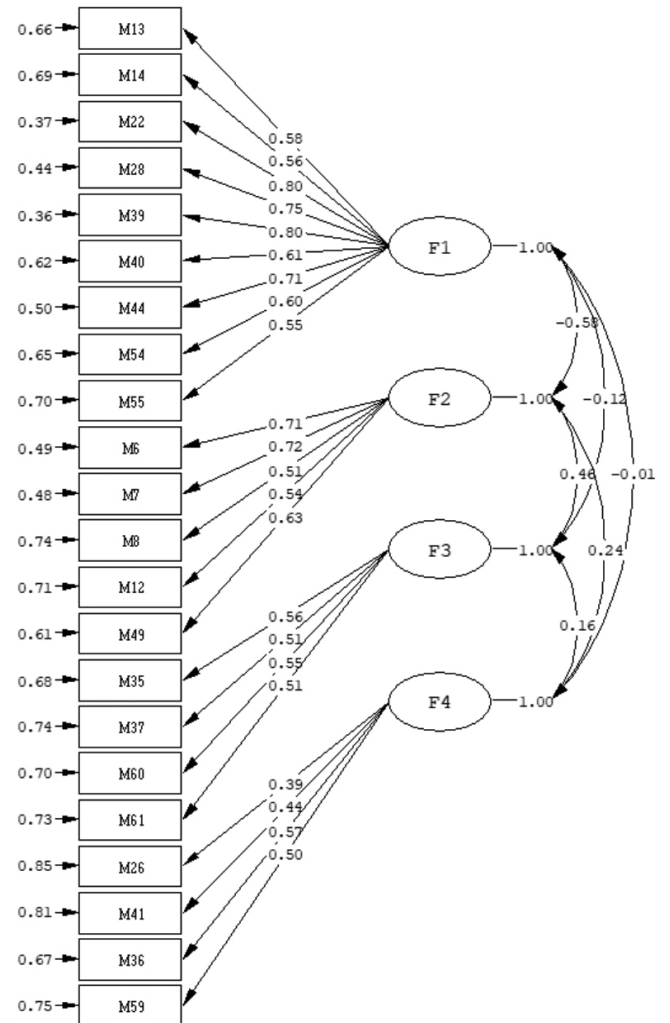 0.66 M13
0.69 M14
0.37 M22
0.58
0.44 M28
0.56
0.80
0.75
0.36 M39
0.80
0.62 M40
0.61
F1 1.00
0.71
0.50 M44
0.60
0.55
-0.58
0.65 M54
0.70 M55
F2 1.00 -0.12
0.71
0.49 M6
0.72
0.51
0.46 -0.01
0.48 M7
0.54
0.63
0.74 M8
F3 1.00 0.24
0.71 M12
0.56
0.16
0.61 M49
0.51
0.55
0.68 M35
0.51
F4 1.00
0.74 M37
0.70 M60
0.39
0.44
0.73 M61
0.57
0.50
0.85 M26
0.81 M41
0.67 M36
0.75 M59